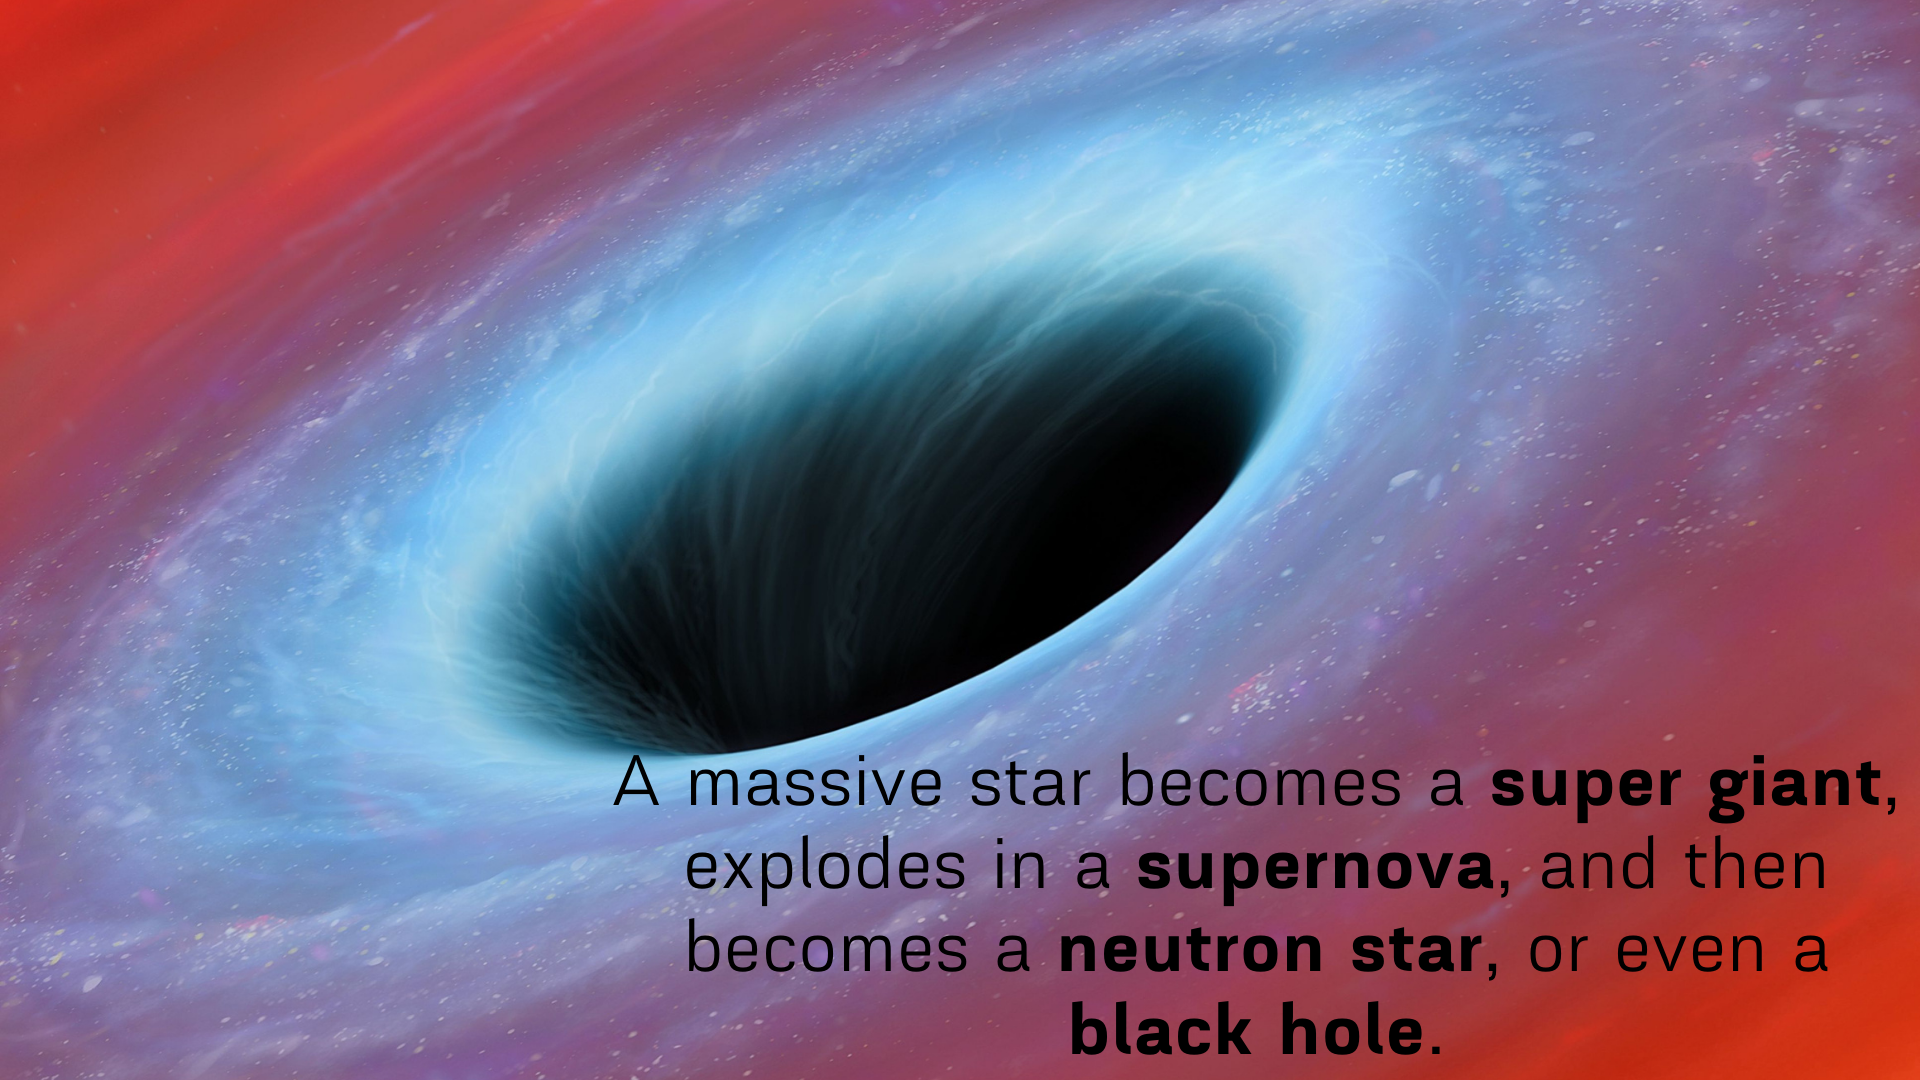 A massive star becomes a super giant,
explodes in a supernova, and then
becomes a neutron star, or even a
black hole.